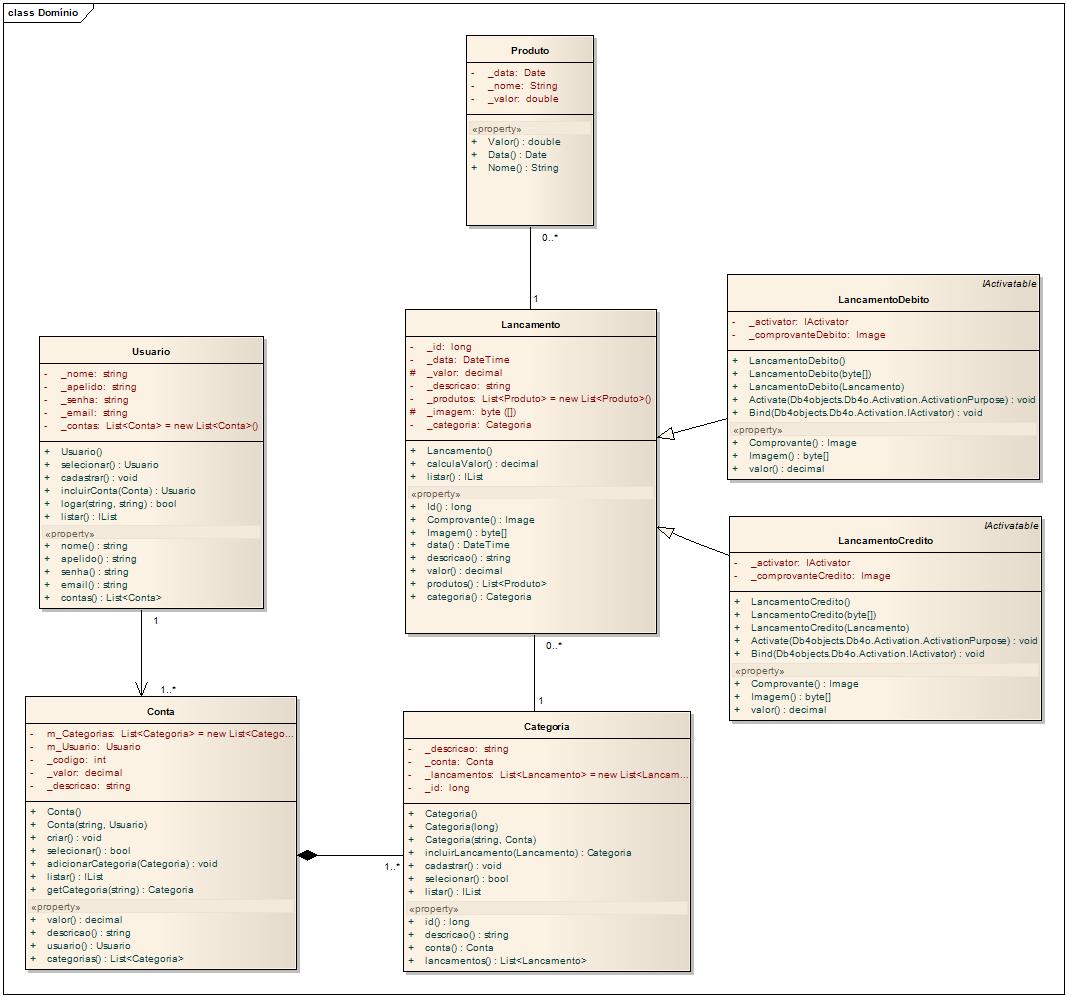 class Domínio
Produto
- _data: Date
- _nome: String
- _valor: double
«property»
+ Valor() : double
+ Data() : Date
+ Nome() : String
0..*
1
IActivatable
LancamentoDebito
- _activator: IActivator
- _comprovanteDebito: Image
+ LancamentoDebito()
+ LancamentoDebito(byte[])
+ LancamentoDebito(Lancamento)
+ Activate(Db4objects.Db4o.Activation.ActivationPurpose) : void
+ Bind(Db4objects.Db4o.Activation.IActivator) : void
«property»
+ Comprovante() : Image
+ Imagem() : byte[]
+ valor() : decimal
Lancamento
- _id: long
- _data: DateTime
# _valor: decimal
- _descricao: string
- _produtos: List<Produto> = new List<Produto>()
# _imagem: byte ([])
- _categoria: Categoria
+ Lancamento()
+ calculaValor() : decimal
+ listar() : IList
«property»
+ Id() : long
+ Comprovante() : Image
+ Imagem() : byte[]
+ data() : DateTime
+ descricao() : string
+ valor() : decimal
+ produtos() : List<Produto>
+ categoria() : Categoria
Usuario
- _nome: string
- _apelido: string
- _senha: string
- _email: string
- _contas: List<Conta> = new List<Conta>()
+ Usuario()
+ selecionar() : Usuario
+ cadastrar() : void
+ incluirConta(Conta) : Usuario
+ logar(string, string) : bool
+ listar() : IList
«property»
+ nome() : string
+ apelido() : string
+ senha() : string
+ email() : string
+ contas() : List<Conta>
IActivatable
LancamentoCredito
- _activator: IActivator
- _comprovanteCredito: Image
+ LancamentoCredito()
+ LancamentoCredito(byte[])
+ LancamentoCredito(Lancamento)
+ Activate(Db4objects.Db4o.Activation.ActivationPurpose) : void
+ Bind(Db4objects.Db4o.Activation.IActivator) : void
«property»
+ Comprovante() : Image
+ Imagem() : byte[]
+ valor() : decimal
1
1..*
0..*
1
Conta
- m_Categorias: List<Categoria> = new List<Catego...
- m_Usuario: Usuario
- _codigo: int
- _valor: decimal
- _descricao: string
+ Conta()
+ Conta(string, Usuario)
+ criar() : void
+ selecionar() : bool
+ adicionarCategoria(Categoria) : void
+ listar() : IList
+ getCategoria(string) : Categoria
«property»
+ valor() : decimal
+ descricao() : string
+ usuario() : Usuario
+ categorias() : List<Categoria>
1..*
Categoria
- _descricao: string
- _conta: Conta
- _lancamentos: List<Lancamento> = new List<Lancam...
- _id: long
+ Categoria()
+ Categoria(long)
+ Categoria(string, Conta)
+ incluirLancamento(Lancamento) : Categoria
+ cadastrar() : void
+ selecionar() : bool
+ listar() : IList
«property»
+ id() : long
+ descricao() : string
+ conta() : Conta
+ lancamentos() : List<Lancamento>